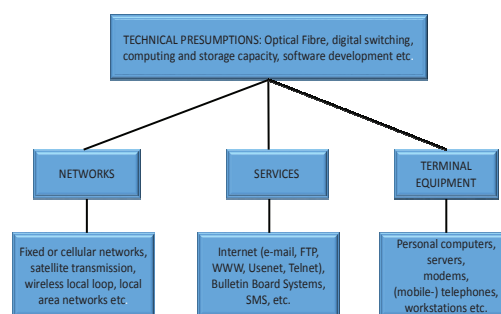 TECHNICAL PRESUMPTIONS: Optical Fibre, digital switching,
computing and storage capacity, software development etc.
NETWORKS
SERVICES
TERMINAL
EQUIPMENT
Fixed or cellular networks,
satellite transmission,
wireless local loop, local
area networks etc.
Internet (e-mail, FTP,
WWW, Usenet, Telnet),
Bulletin Board Systems,
SMS, etc.
Personal computers,
servers,
modems,
(mobile-) telephones,
workstations etc.